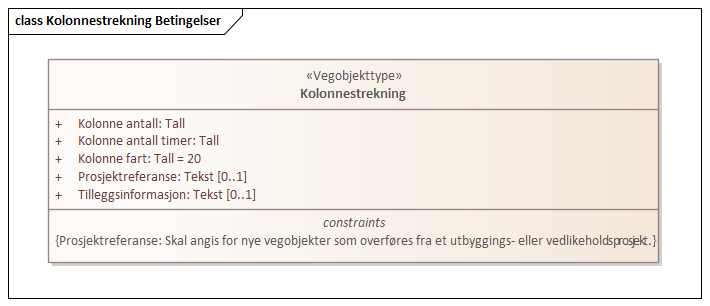 class Kolonnestrekning Betingelser
«Vegobjekttype»
Kolonnestrekning
+ Kolonne antall: Tall
+ Kolonne antall timer: Tall
+ Kolonne fart: Tall = 20
+ Prosjektreferanse: Tekst [0..1]
+ Tilleggsinformasjon: Tekst [0..1]
constraints
{Prosjektreferanse: Skal angis for nye vegobjekter som overføres fra et utbyggings- eller vedlikeholdsprosjekt.}